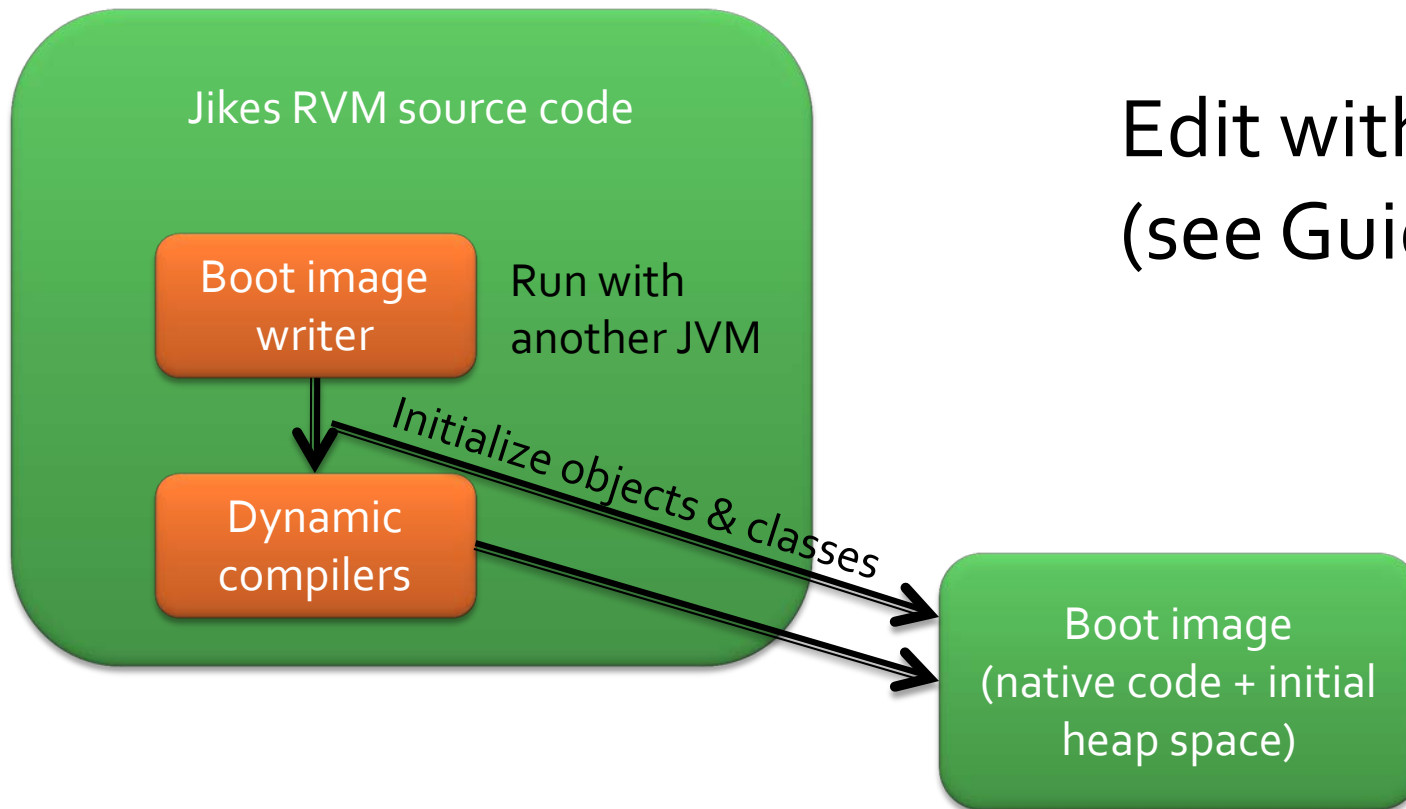 Jikes RVM source code
Edit with
(see Gui
Boot image
writer
Run with
another JVM
Initialize objects & classes
Dynamic
compilers
Boot image
(native code + initial
heap space)